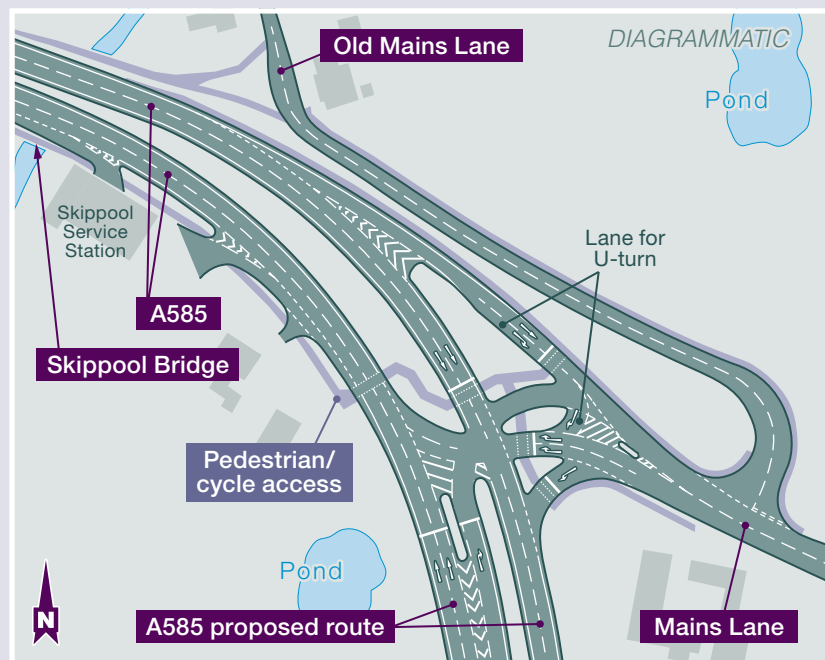 Old Mains Lane
DIAGRAMMATIC
Pond
Skippool
Service
Station
Lane for
U-turn
A585
Skippool Bridge
Pedestrian/
cycle access
Pond
N
A585 proposed route
Mains Lane